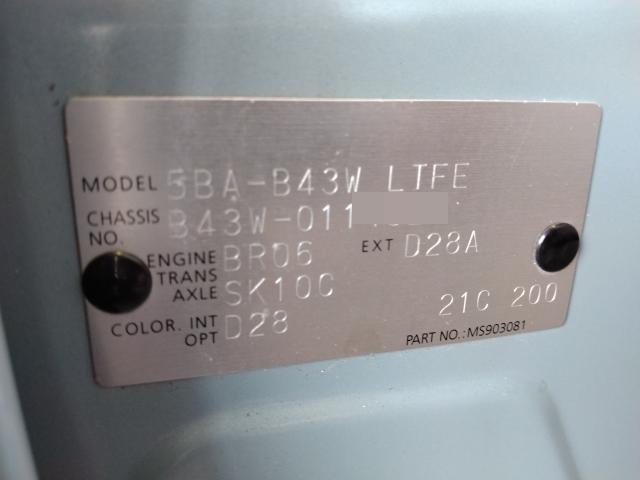 MODEL 5BA-B43W LTFE
CHASSIS NO. B43W-011
ENGINE BR06 EXT D28A
TRANS AXLE SK10C
21C 200
COLOR. INT D28
OPT
PART NO.:MS903081